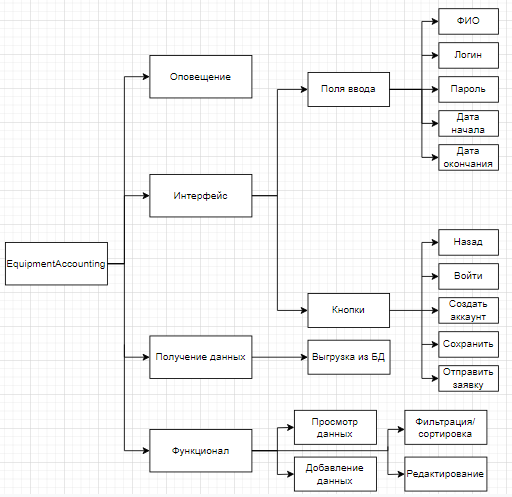 ФИО
Логин
Пароль
Дата
начала
Дата
окончания
Поля ввода
Оповещение
Интерфейс
EquipmentAccounting
Назад
Войти
Создать
аккаунт
Сохранить
Отправить
заявку
Кнопки
Получение данных
Выгрузка из БД
Функционал
Просмотр
данных
Добавление
данных
Фильтрация/
сортировка
Редактирование